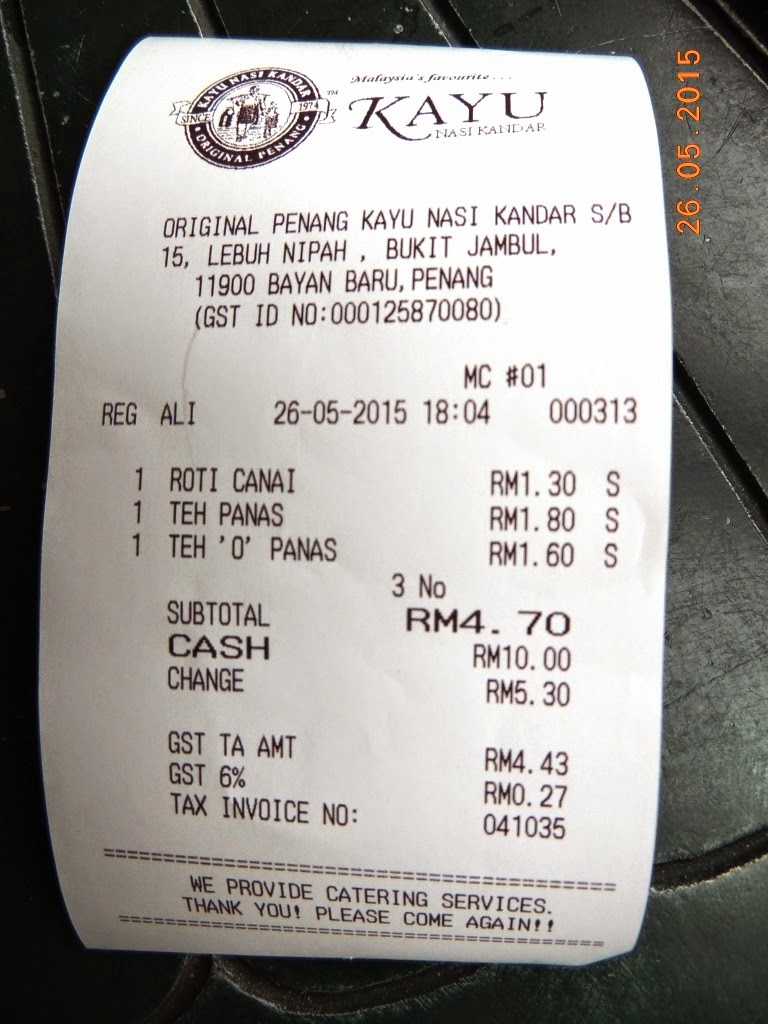 26.05.2015
KAYU NASI KANDAR
SINCE 1974
ORIGINAL PENANG
TM
Malaysia's favourite...
KAYU
NASI KANDAR
ORIGINAL PENANG KAYU NASI KANDAR S/B
15, LEBUH NIPAH , BUKIT JAMBUL,
11900 BAYAN BARU, PENANG
(GST ID NO:000125870080)
MC #01
REG ALI 26-05-2015 18:04 000313
1 ROTI CANAI RM1.30 S
1 TEH PANAS RM1.80 S
1 TEH 'O' PANAS RM1.60 S
3 No
SUBTOTAL RM4.70
CASH RM10.00
CHANGE RM5.30
GST TA AMT RM4.43
GST 6% RM0.27
TAX INVOICE NO: 041035
WE PROVIDE CATERING SERVICES.
THANK YOU! PLEASE COME AGAIN!!